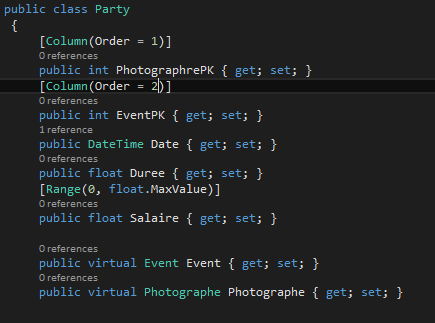 public class Party
{
[Column(Order = 1)]
0 references
public int PhotographrePK { get; set; }
[Column(Order = 2)]
0 references
public int EventPK { get; set; }
1 reference
public DateTime Date { get; set; }
0 references
public float Duree { get; set; }
[Range(0, float.MaxValue)]
0 references
public float Salaire { get; set; }
0 references
public virtual Event Event { get; set; }
0 references
public virtual Photographe Photographe { get; set; }